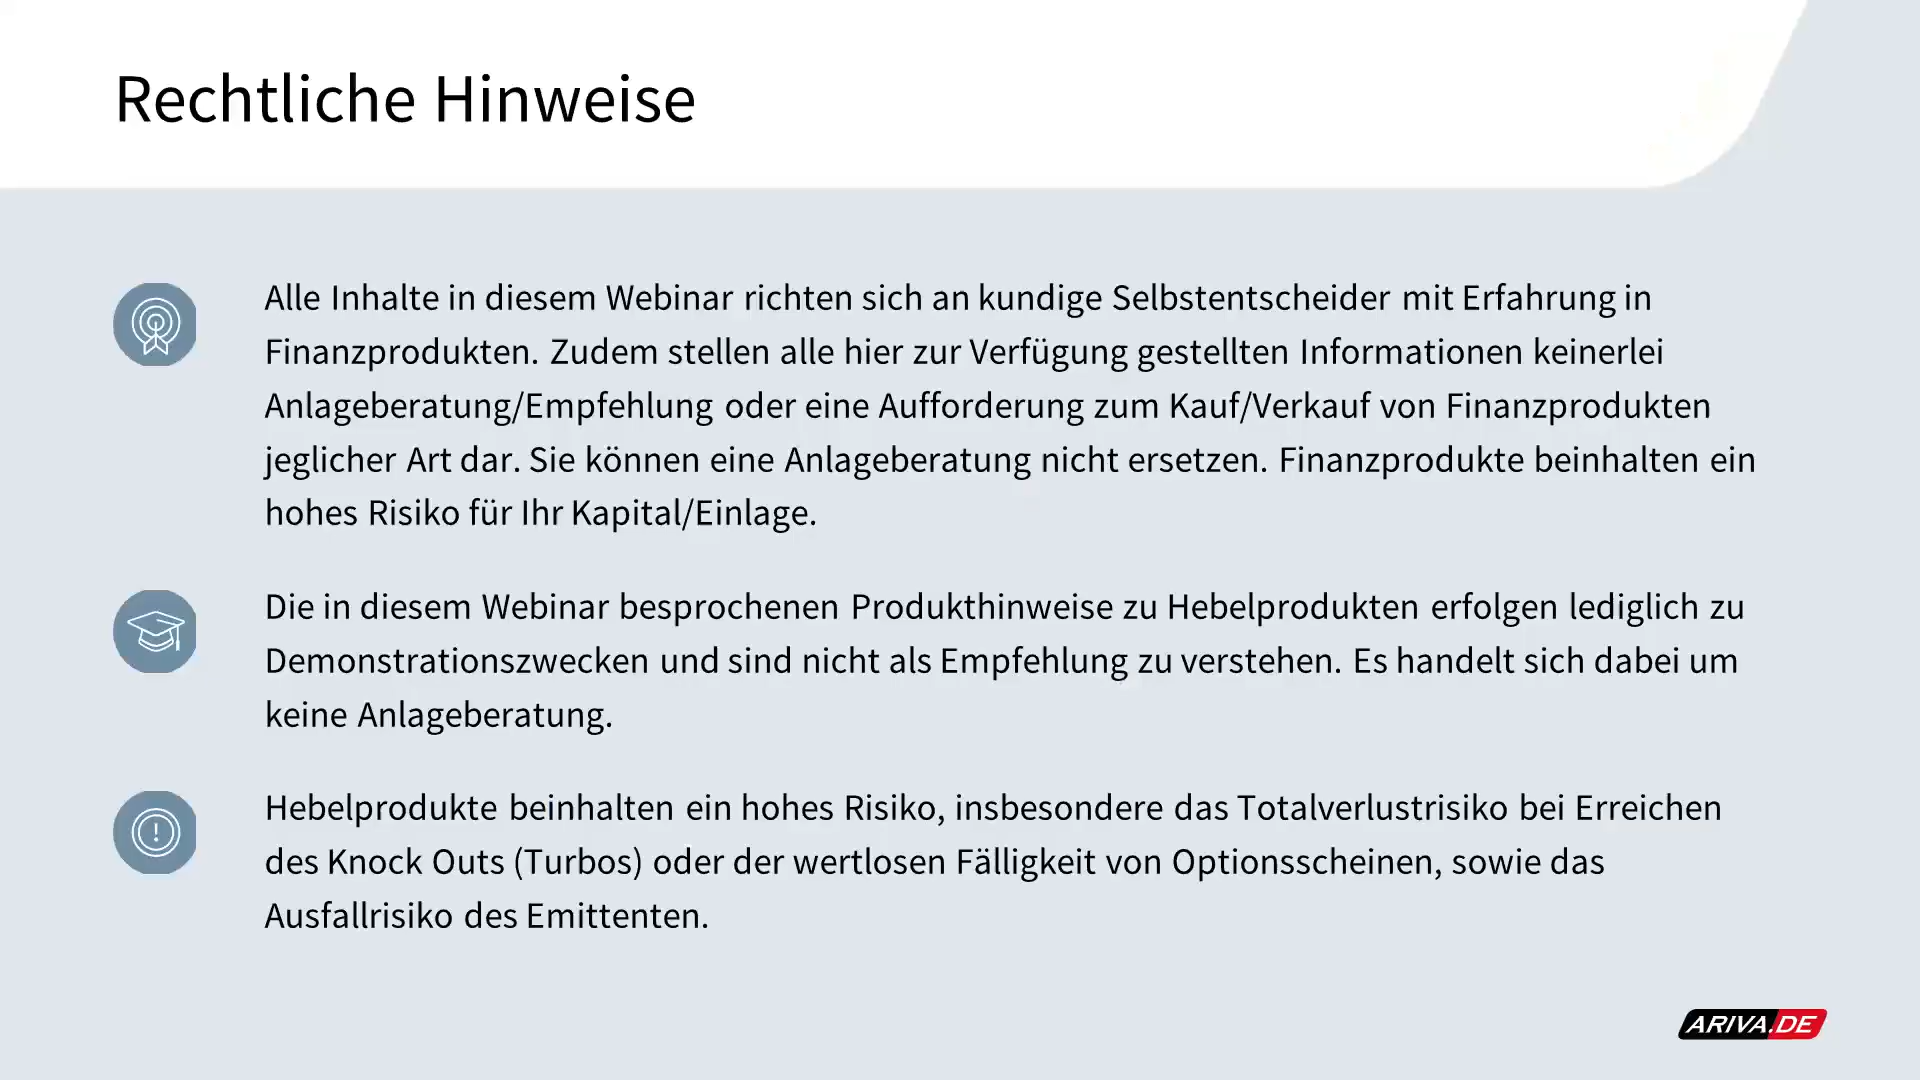 Rechtliche Hinweise
Alle Inhalte in diesem Webinar richten sich an kundige Selbstentscheider mit Erfahrung in
Finanzprodukten. Zudem stellen alle hier zur Verfügung gestellten Informationen keinerlei
Anlageberatung/Empfehlung oder eine Aufforderung zum Kauf/Verkauf von Finanzprodukten
jeglicher Art dar. Sie können eine Anlageberatung nicht ersetzen. Finanzprodukte beinhalten ein
hohes Risiko für Ihr Kapital/Einlage.
Die in diesem Webinar besprochenen Produkthinweise zu Hebelprodukten erfolgen lediglich zu
Demonstrationszwecken und sind nicht als Empfehlung zu verstehen. Es handelt sich dabei um
keine Anlageberatung.
Hebelprodukte beinhalten ein hohes Risiko, insbesondere das Totalverlustrisiko bei Erreichen
des Knock Outs (Turbos) oder der wertlosen Fälligkeit von Optionsscheinen, sowie das
Ausfallrisiko des Emittenten.
ARIVA.DE